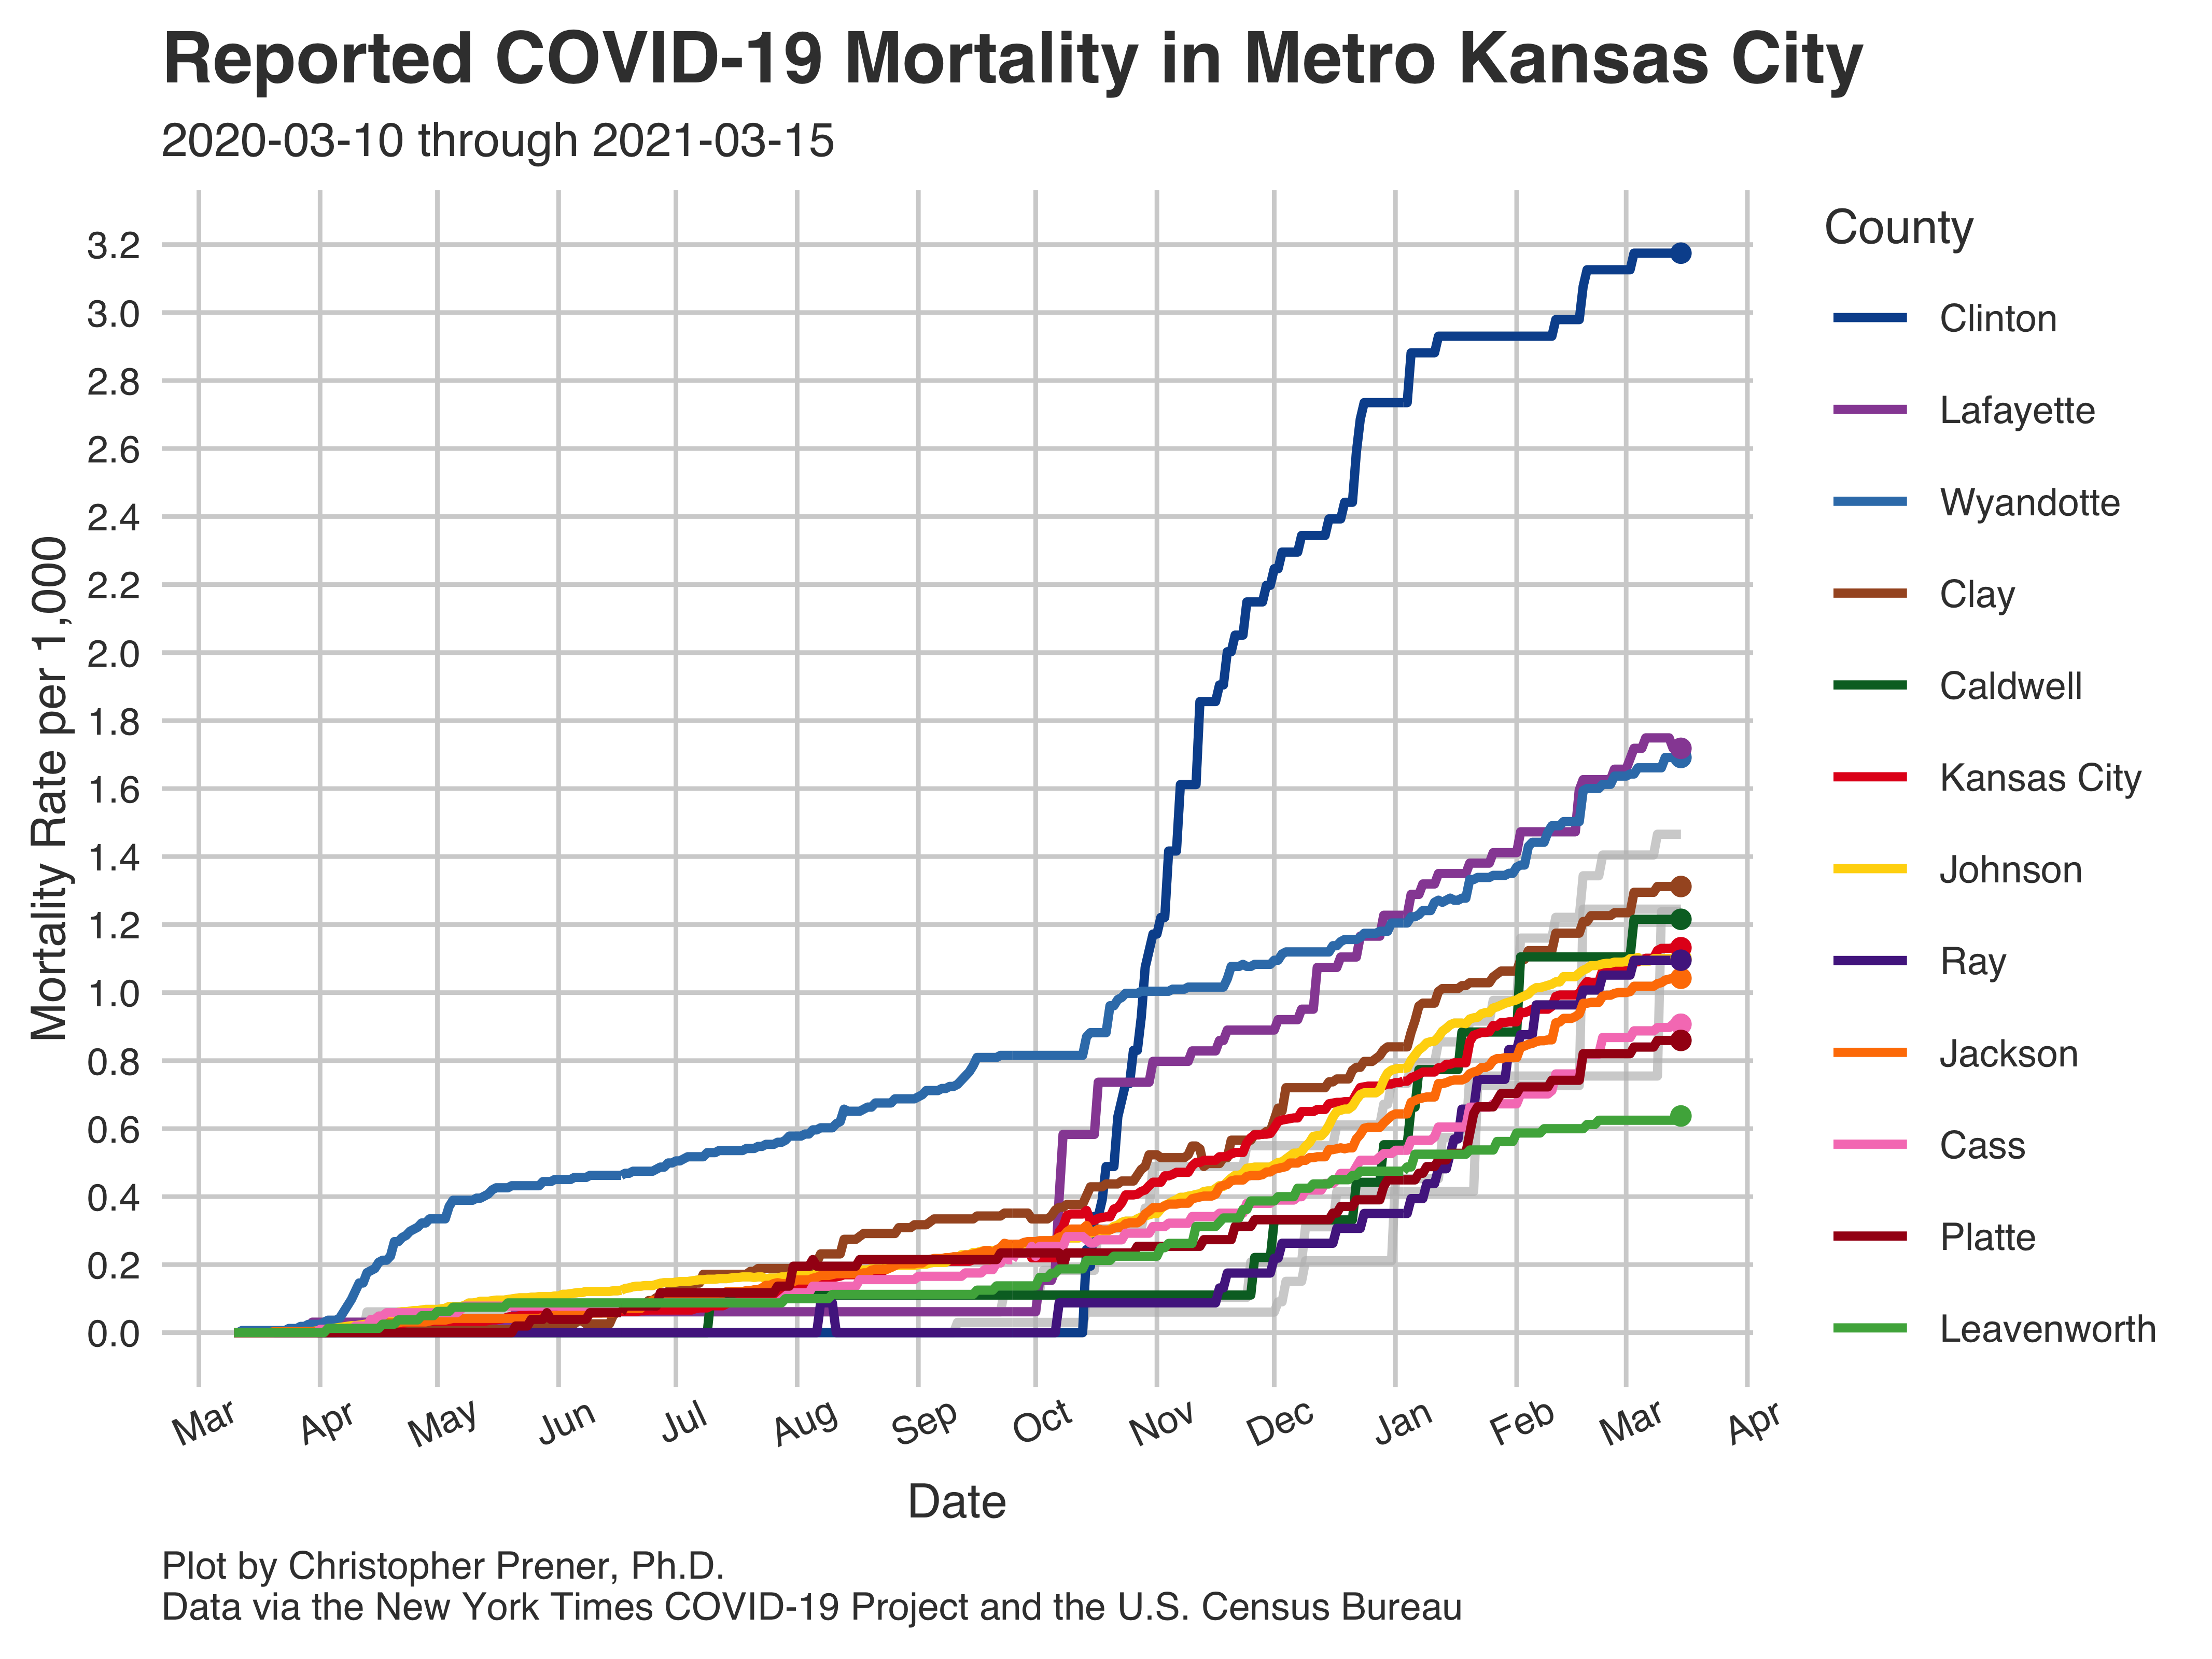 Reported COVID-19 Mortality in Metro Kansas City
2020-03-10 through 2021-03-15
Mortality Rate per 1,000
3.2
3.0
2.8
2.6
2.4
2.2
2.0
1.8
1.6
1.4
1.2
1.0
0.8
0.6
0.4
0.2
0.0
Mar Apr May Jun Jul Aug Sep Oct Nov Dec Jan Feb Mar Apr
Date
County
Clinton
Lafayette
Wyandotte
Clay
Caldwell
Kansas City
Johnson
Ray
Jackson
Cass
Platte
Leavenworth
Plot by Christopher Prener, Ph.D.
Data via the New York Times COVID-19 Project and the U.S. Census Bureau